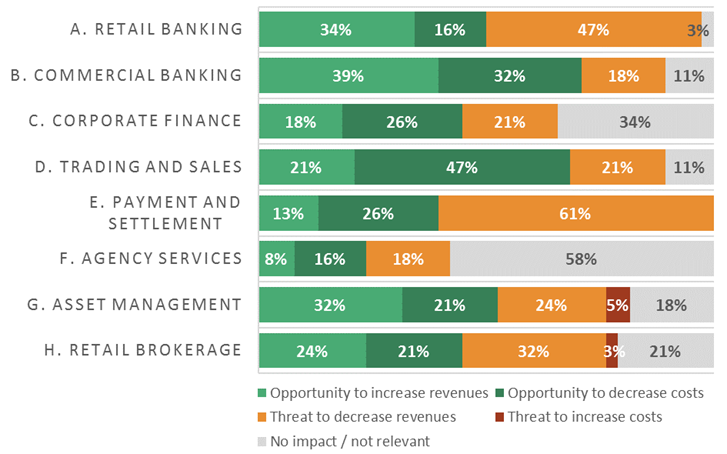 A. RETAIL BANKING 34% 16% 47% 3%
B. COMMERCIAL BANKING 39% 32% 18% 11%
C. CORPORATE FINANCE 18% 26% 21% 34%
D. TRADING AND SALES 21% 47% 21% 11%
E. PAYMENT AND
SETTLEMENT 13% 26% 61%
F. AGENCY SERVICES 8% 16% 18% 58%
G. ASSET MANAGEMENT 32% 21% 24% 5% 18%
H. RETAIL BROKERAGE 24% 21% 32% 3% 21%
Opportunity to increase revenues Opportunity to decrease costs
Threat to decrease revenues Threat to increase costs
No impact / not relevant